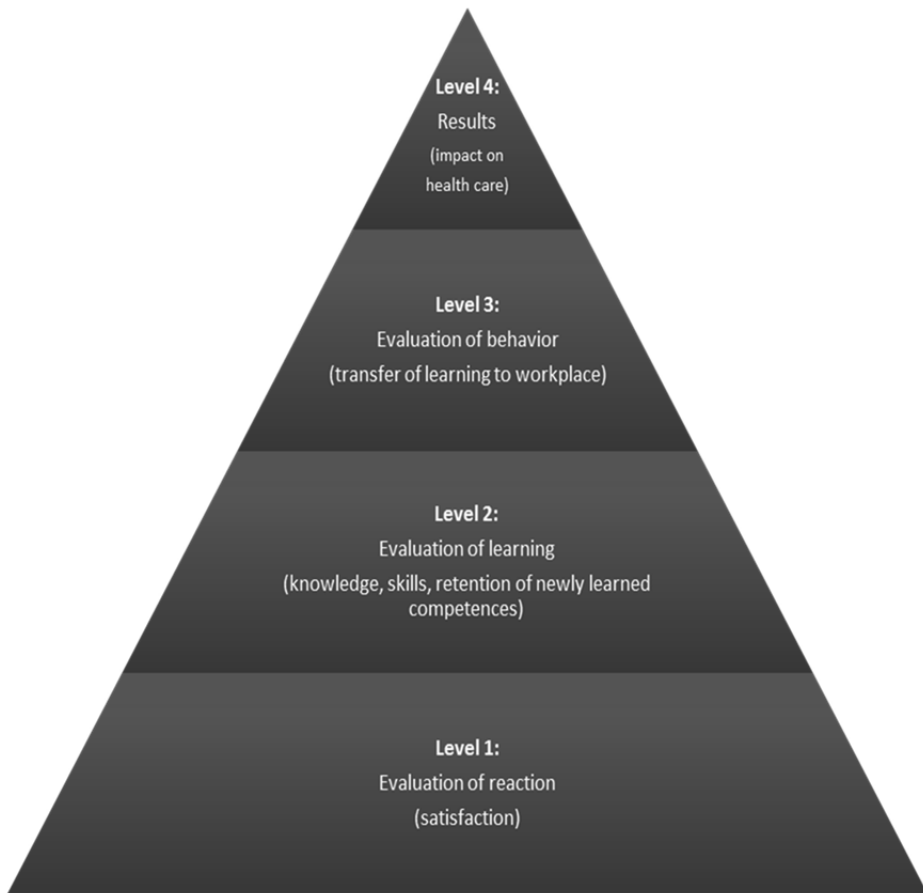 Level 4:
Results
(impact on
health care)
Level 3:
Evaluation of behavior
(transfer of learning to workplace)
Level 2:
Evaluation of learning
(knowledge, skills, retention of newly learned
competences)
Level 1:
Evaluation of reaction
(satisfaction)